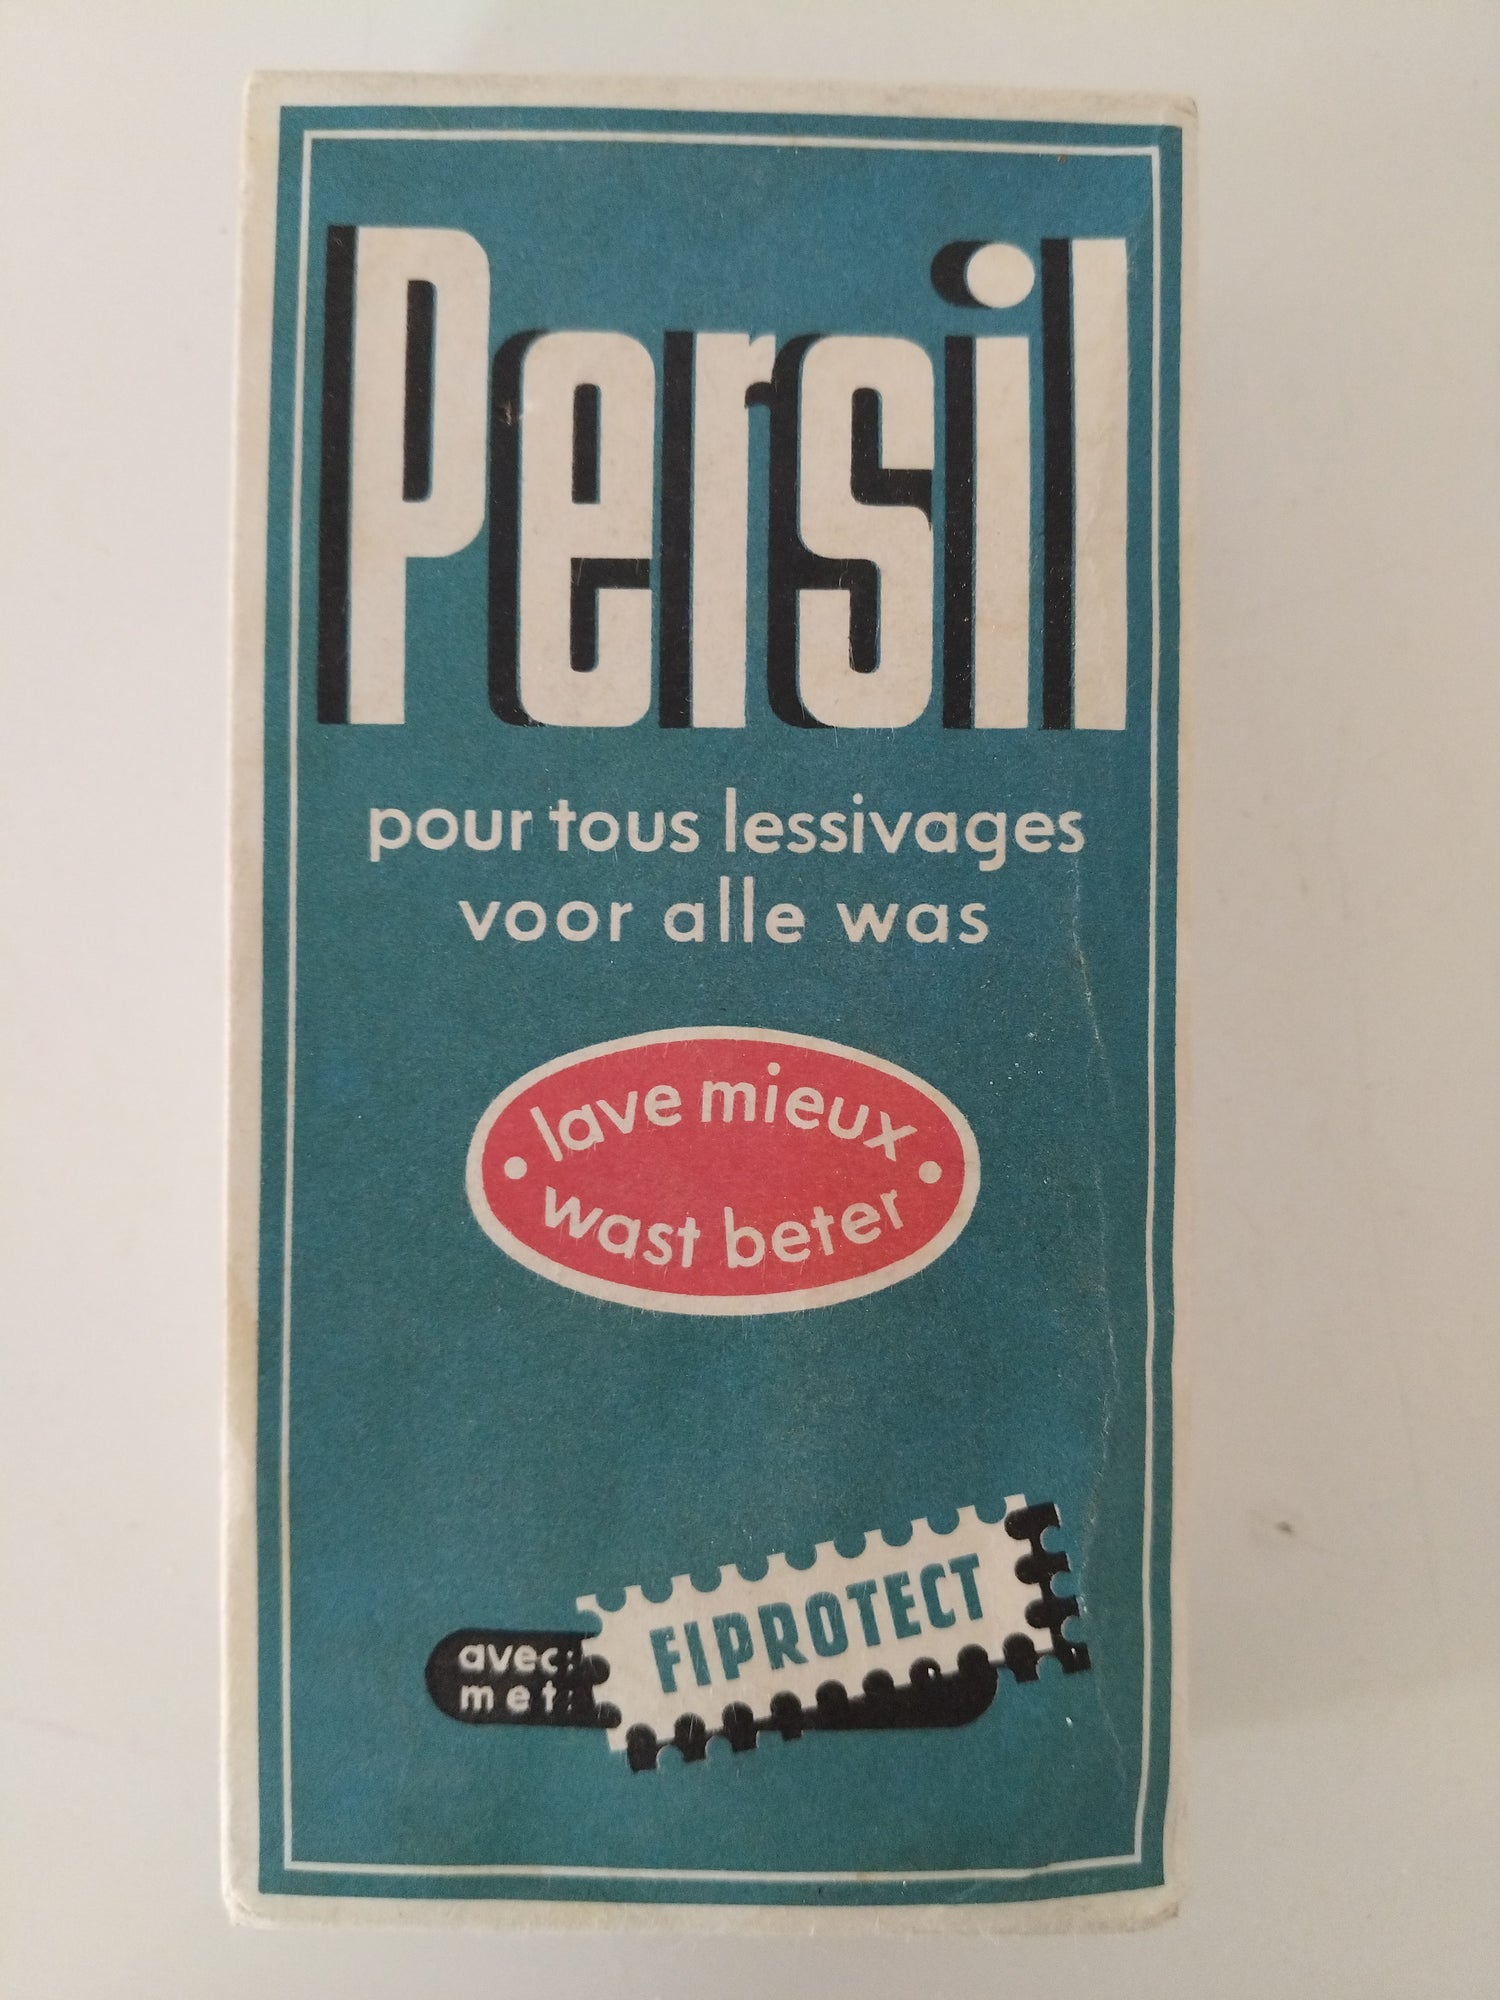 Persil
pour tous lessivages
voor alle was
lave mieux
wast beter
FIPROTECT
avec:
met: